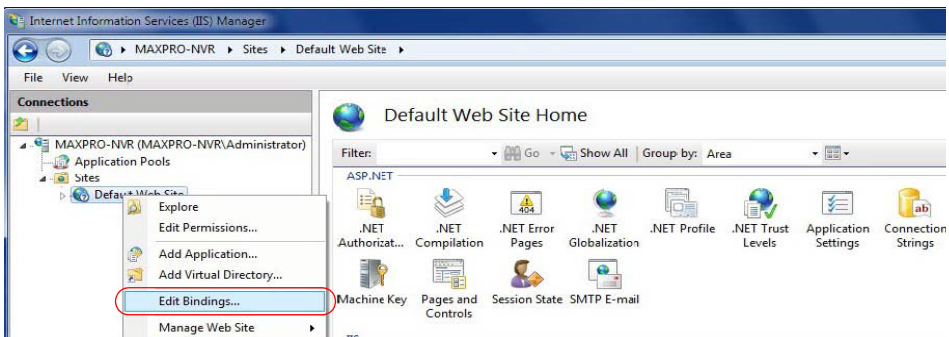 Internet Information Services (IIS) Manager
MAXPRO-NVR Sites Default Web Site
File View Help
Connections
MAXPRO-NVR (MAXPRO-NVR\Administrator)
Application Pools
Sites
Default Web Site
Explore
Edit Permissions...
Add Application...
Add Virtual Directory...
Edit Bindings...
Manage Web Site
Default Web Site Home
Filter: Go Show All Group by: Area
ASP.NET
.NET Authorizat...
.NET Compilation
.NET Error Pages
.NET Globalization
.NET Profile
.NET Trust Levels
Application Settings
Connection Strings
Machine Key
Pages and Controls
Session State
SMTP E-mail